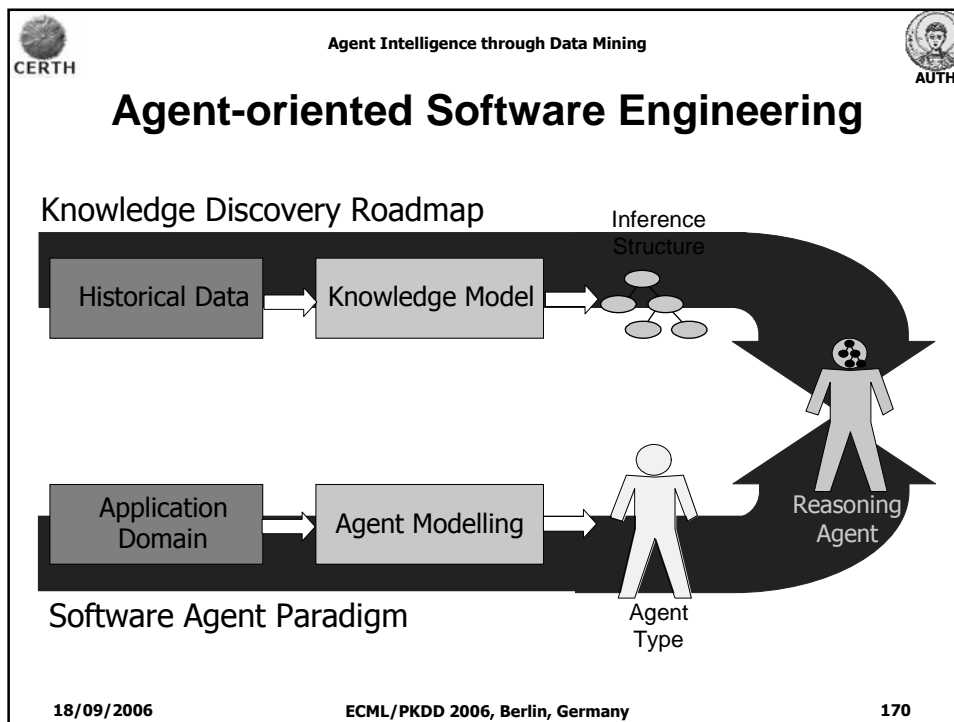 CERTH
Agent Intelligence through Data Mining
AUTH
Agent-oriented Software Engineering
Knowledge Discovery Roadmap
Inference
Structure
Historical Data
Knowledge Model
Application
Domain
Agent Modelling
Reasoning
Agent
Software Agent Paradigm
Agent
Type
18/09/2006
ECML/PKDD 2006, Berlin, Germany
170